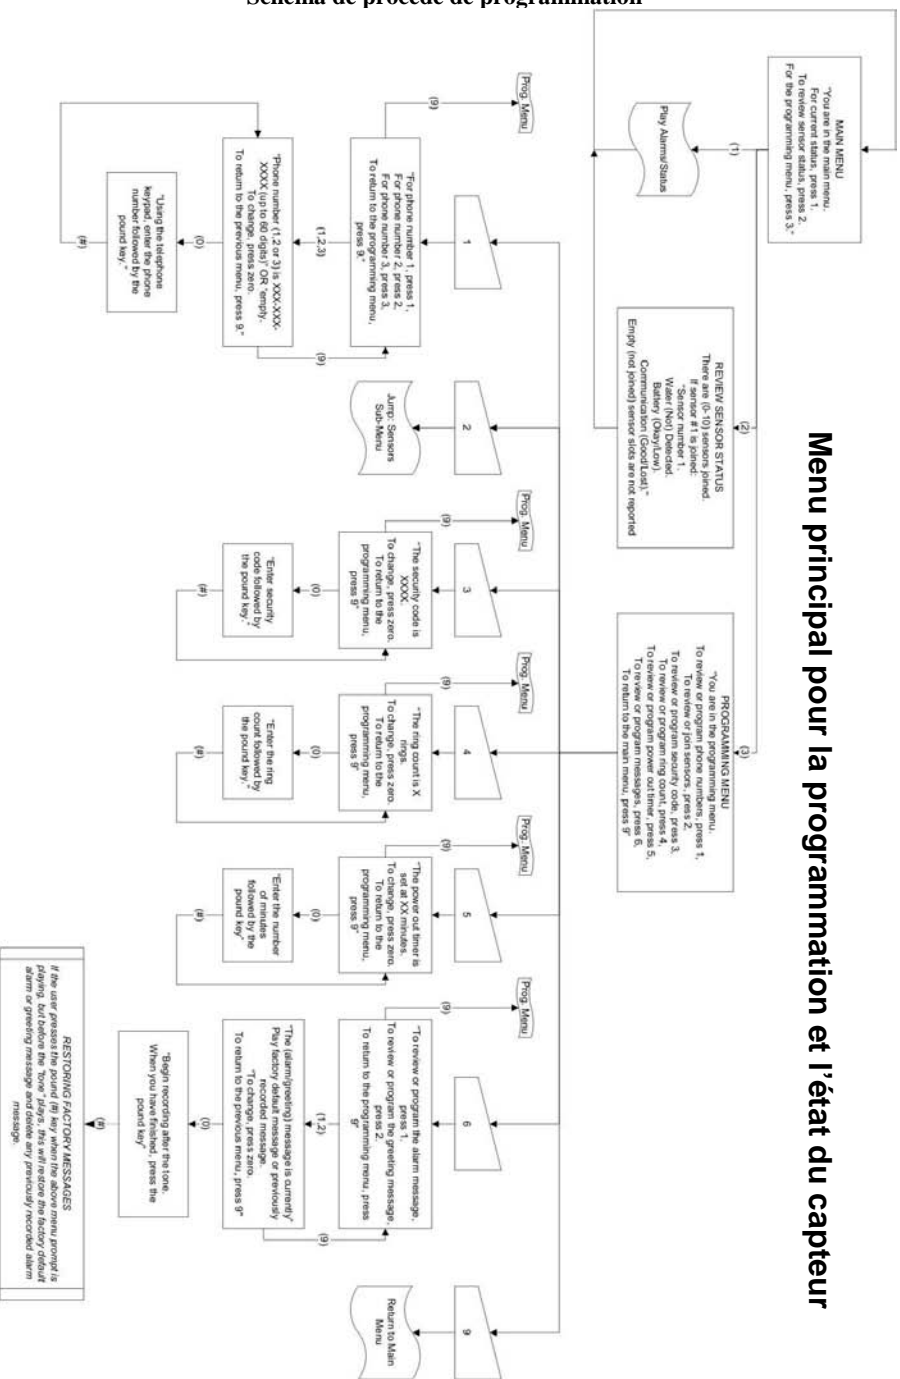 Schéma de procédé de programmation
Menu principal pour la programmation et l'état du capteur
MAIN MENU
"You are in the main menu.
For current status, press 1.
To review sensor status, press 2.
For the programming menu, press 3."
(1)
Play Alarms/Status
(2)
REVIEW SENSOR STATUS
There are (0-10) sensors joined.
If sensor #1 is joined:
"Sensor number 1.
Water (Not) Detected.
Battery (Okay/Low).
Communication (Good/Lost)."
Empty (not joined) sensor slots are not reported
(3)
PROGRAMMING MENU
"You are in the programming menu.
To review or program phone numbers, press 1,
To review or join sensors, press 2,
To review or program security code, press 3,
To review or program ring count, press 4,
To review or program power out timer, press 5,
To review or program messages, press 6,
To return to the main menu, press 9"
1
Prog. Menu
(9)
"For phone number 1, press 1,
For phone number 2, press 2,
For phone number 3, press 3,
To return to the programming menu,
press 9."
(1,2,3)
(9)
"Phone number (1,2 or 3) is XXX-XXX-
XXXX (up to 60 digits)" OR "empty.
To change, press zero.
To return to the previous menu, press 9."
(0)
"Using the telephone
keypad, enter the phone
number followed by the
pound key."
(#)
2
Jump: Sensors
Sub-Menu
3
Prog. Menu
(9)
"The security code is
XXXX.
To change, press zero.
To return to the
programming menu,
press 9"
(0)
"Enter security
code followed by
the pound key."
(#)
4
Prog. Menu
(9)
"The ring count is X
rings.
To change, press zero.
To return to the
programming menu,
press 9"
(0)
"Enter the ring
count followed by
the pound key."
(#)
5
Prog. Menu
(9)
"The power out timer is
set at XX minutes.
To change, press zero.
To return to the
programming menu,
press 9"
(0)
"Enter the number
of minutes
followed by the
pound key"
(#)
6
Prog. Menu
(9)
"To review or program the alarm message,
press 1.
To review or program the greeting message,
press 2.
To return to the programming menu, press
9"
(1,2)
(9)
"The (alarm/greeting) message is currently"
Play factory default message or previously
recorded message.
"To change, press zero.
To return to the previous menu, press 9"
(0)
"Begin recording after the tone.
When you have finished, press the
pound key"
(#)
RESTORING FACTORY MESSAGES
If the user presses the pound (#) key when the above menu prompt is
playing, but before the "tone" plays, this will restore the factory default
alarm or greeting message and delete any previously recorded alarm
message.
9
Return to Main
Menu